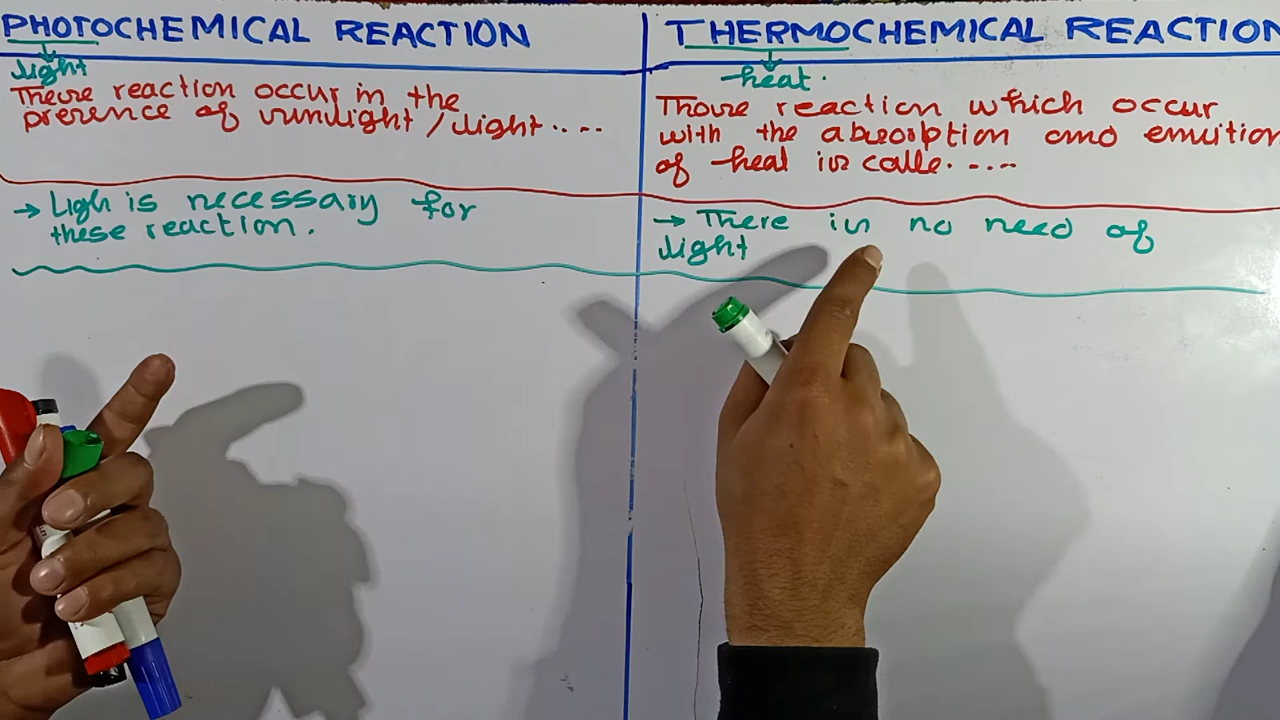 PHOTOCHEMICAL REACTION
light
These reaction occur in the
presence of sunlight/light....
→ Ligh is necessary for
these reaction.
THERMOCHEMICAL REACTION
heat.
Those reaction which occur
with the absorption and emission
of heat is calle.....
→ There is no need of
light